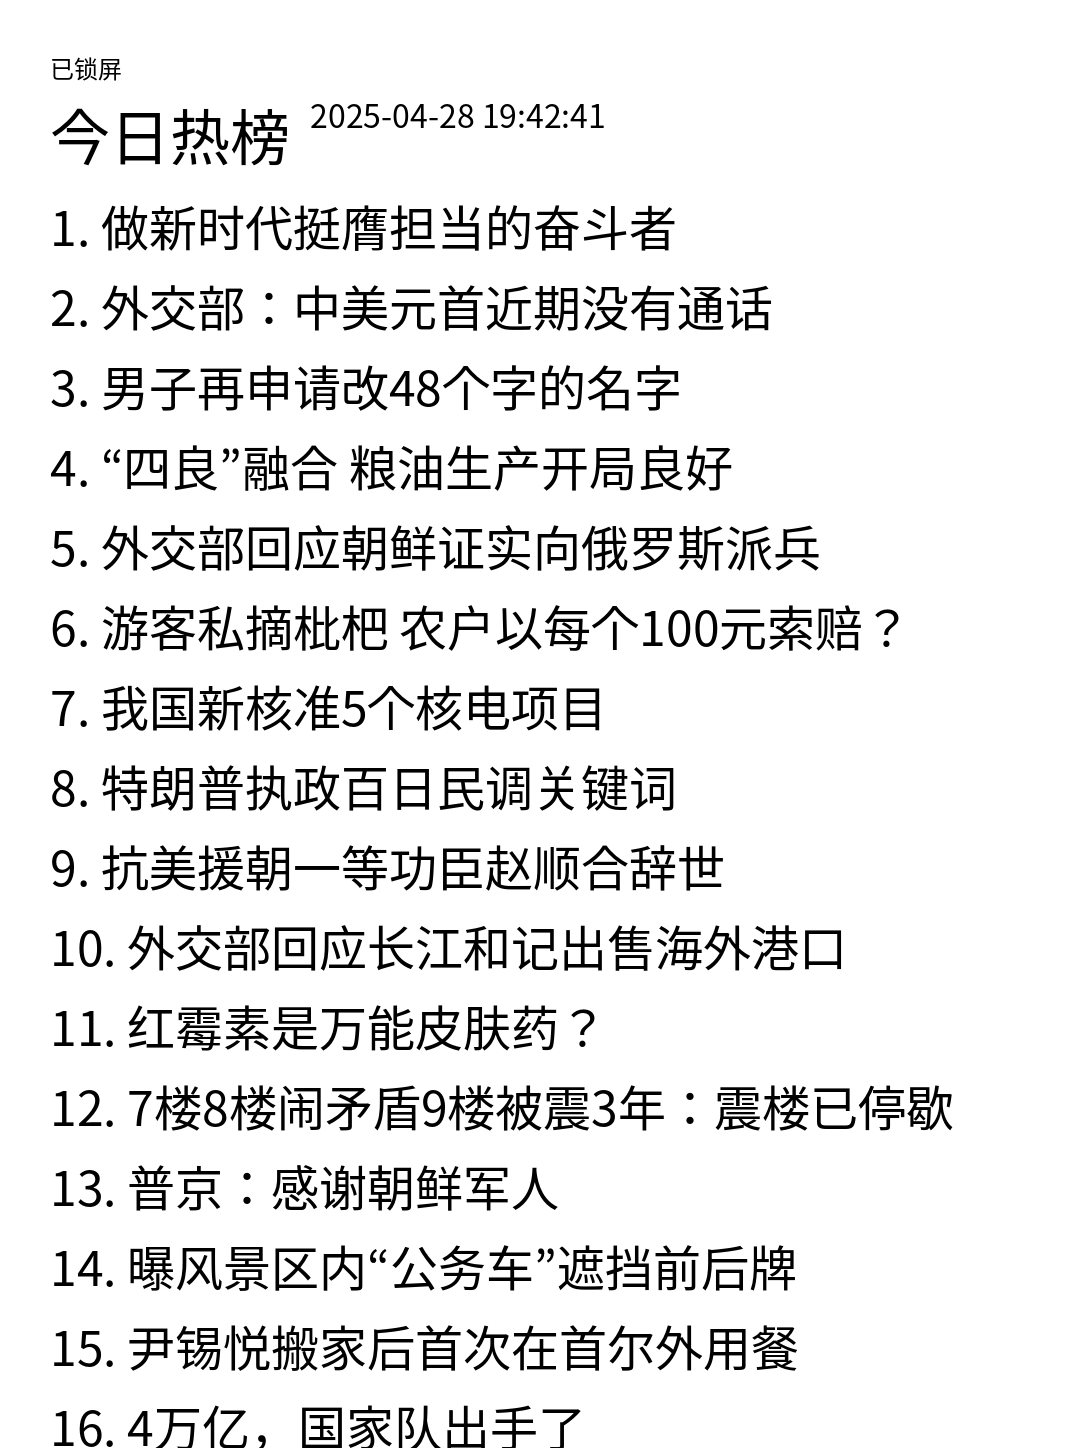 已锁屏
今日热榜 2025-04-28 19:42:41
1. 做新时代挺膺担当的奋斗者
2. 外交部：中美元首近期没有通话
3. 男子再申请改48个字的名字
4. “四良”融合 粮油生产开局良好
5. 外交部回应朝鲜证实向俄罗斯派兵
6. 游客私摘枇杷 农户以每个100元索赔？
7. 我国新核准5个核电项目
8. 特朗普执政百日民调关键词
9. 抗美援朝一等功臣赵顺合辞世
10. 外交部回应长江和记出售海外港口
11. 红霉素是万能皮肤药？
12. 7楼8楼闹矛盾9楼被震3年：震楼已停歇
13. 普京：感谢朝鲜军人
14. 曝风景区内“公务车”遮挡前后牌
15. 尹锡悦搬家后首次在首尔外用餐
16. 4万亿，国家队出手了